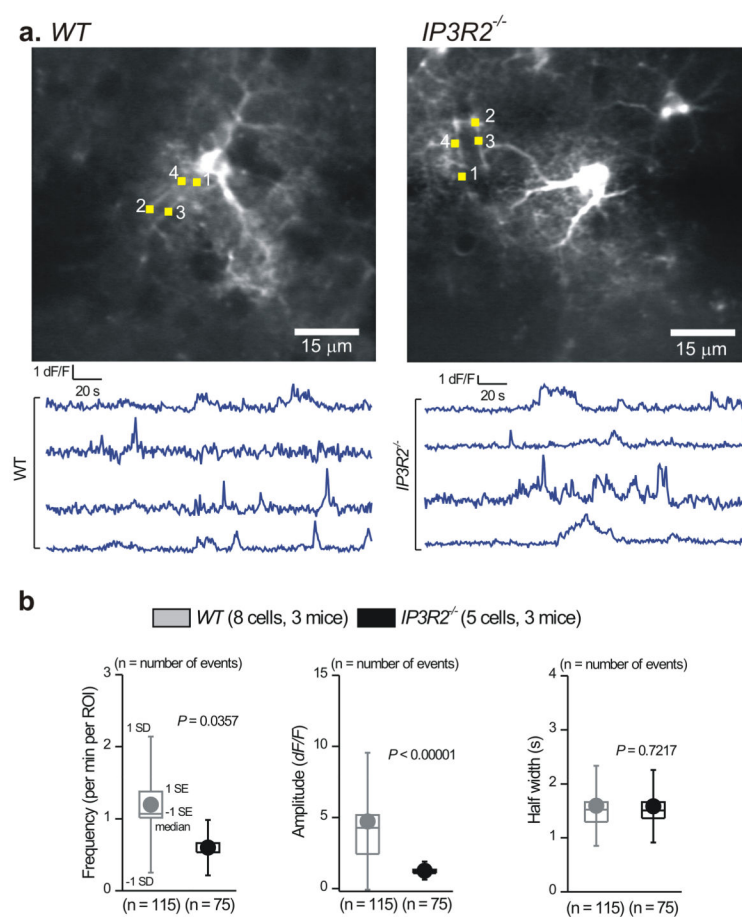 a. WT
IP3R2-/-
4 1
2 3
2
4 3
1
15 μm
15 μm
1 dF/F
20 s
1 dF/F
20 s
WT
IP3R2-/-
b
WT (8 cells, 3 mice)
IP3R2-/- (5 cells, 3 mice)
(n = number of events)
Frequency (per min per ROI)
3
2
1
0
1 SD
P = 0.0357
1 SE
-1 SE
median
-1 SD
(n = 115) (n = 75)
(n = number of events)
Amplitude (dF/F)
15
10
5
0
P < 0.00001
(n = 115) (n = 75)
(n = number of events)
Half width (s)
4
3
2
1
0
P = 0.7217
(n = 115) (n = 75)